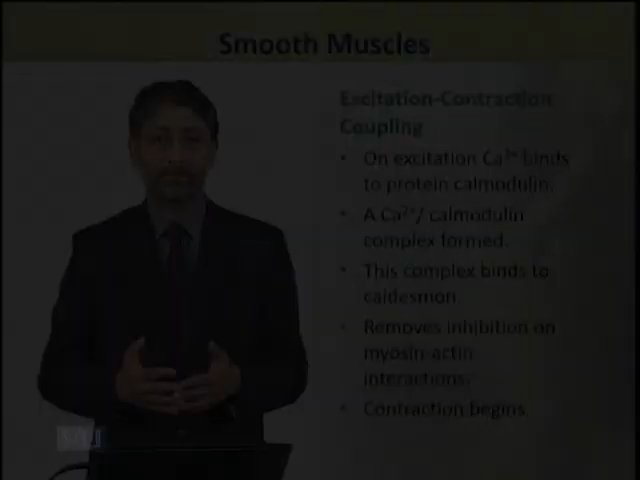 Smooth Muscles
Excitation-Contraction
Coupling
• On excitation Ca²⁺ binds
to protein calmodulin.
• A Ca²⁺/ calmodulin
complex formed.
• This complex binds to
caldesmon.
• Removes inhibition on
myosin-actin
interactions.
• Contraction begins.